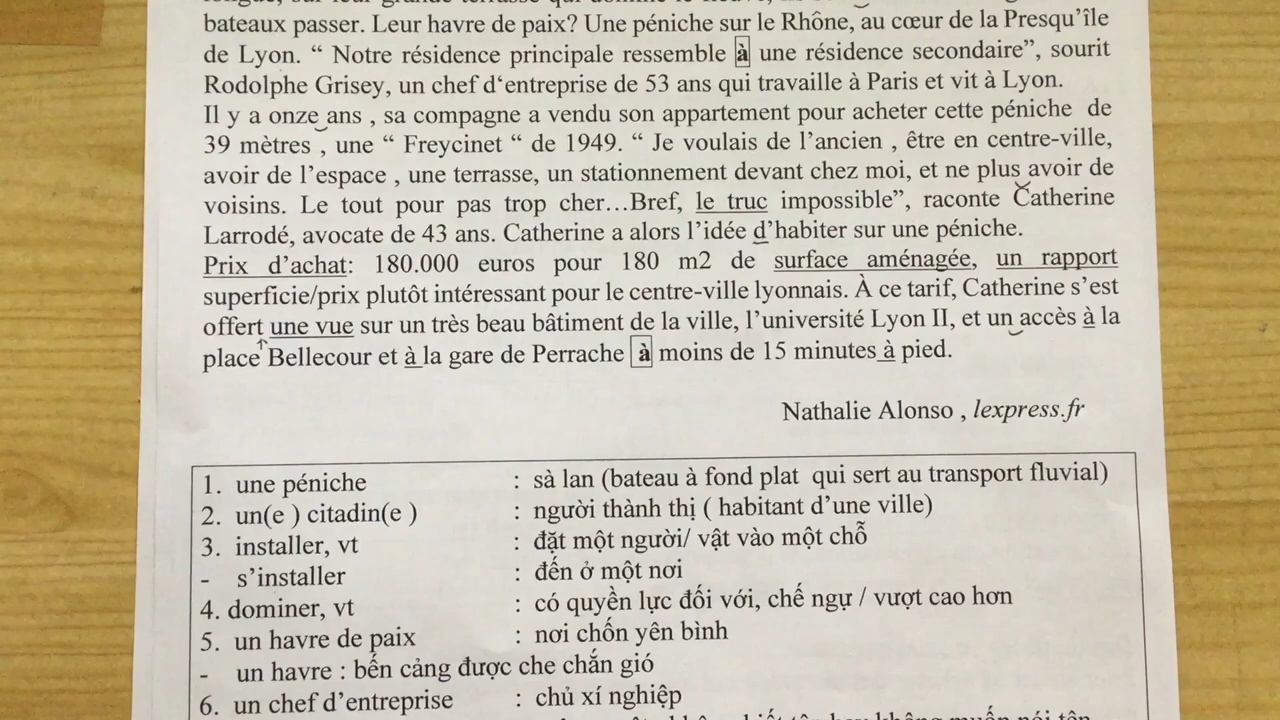 bateaux passer. Leur havre de paix? Une péniche sur le Rhône, au cœur de la Presqu'île
de Lyon. “ Notre résidence principale ressemble à une résidence secondaire”, sourit
Rodolphe Grisey, un chef d‘entreprise de 53 ans qui travaille à Paris et vit à Lyon.
Il y a onze ans , sa compagne a vendu son appartement pour acheter cette péniche de
39 mètres , une “ Freycinet “ de 1949. “ Je voulais de l'ancien , être en centre-ville,
avoir de l'espace , une terrasse, un stationnement devant chez moi, et ne plus avoir de
voisins. Le tout pour pas trop cher…Bref, le truc impossible”, raconte Catherine
Larrodé, avocate de 43 ans. Catherine a alors l'idée d'habiter sur une péniche.
Prix d'achat: 180.000 euros pour 180 m2 de surface aménagée, un rapport
superficie/prix plutôt intéressant pour le centre-ville lyonnais. À ce tarif, Catherine s'est
offert une vue sur un très beau bâtiment de la ville, l'université Lyon II, et un accès à la
place Bellecour et à la gare de Perrache à moins de 15 minutes à pied.
Nathalie Alonso , lexpress.fr
1. une péniche : sà lan (bateau à fond plat qui sert au transport fluvial)
2. un(e ) citadin(e ) : người thành thị ( habitant d'une ville)
3. installer, vt : đặt một người/ vật vào một chỗ
- s'installer : đến ở một nơi
4. dominer, vt : có quyền lực đối với, chế ngự / vượt cao hơn
5. un havre de paix : nơi chốn yên bình
- un havre : bến cảng được che chắn gió
6. un chef d'entreprise : chủ xí nghiệp